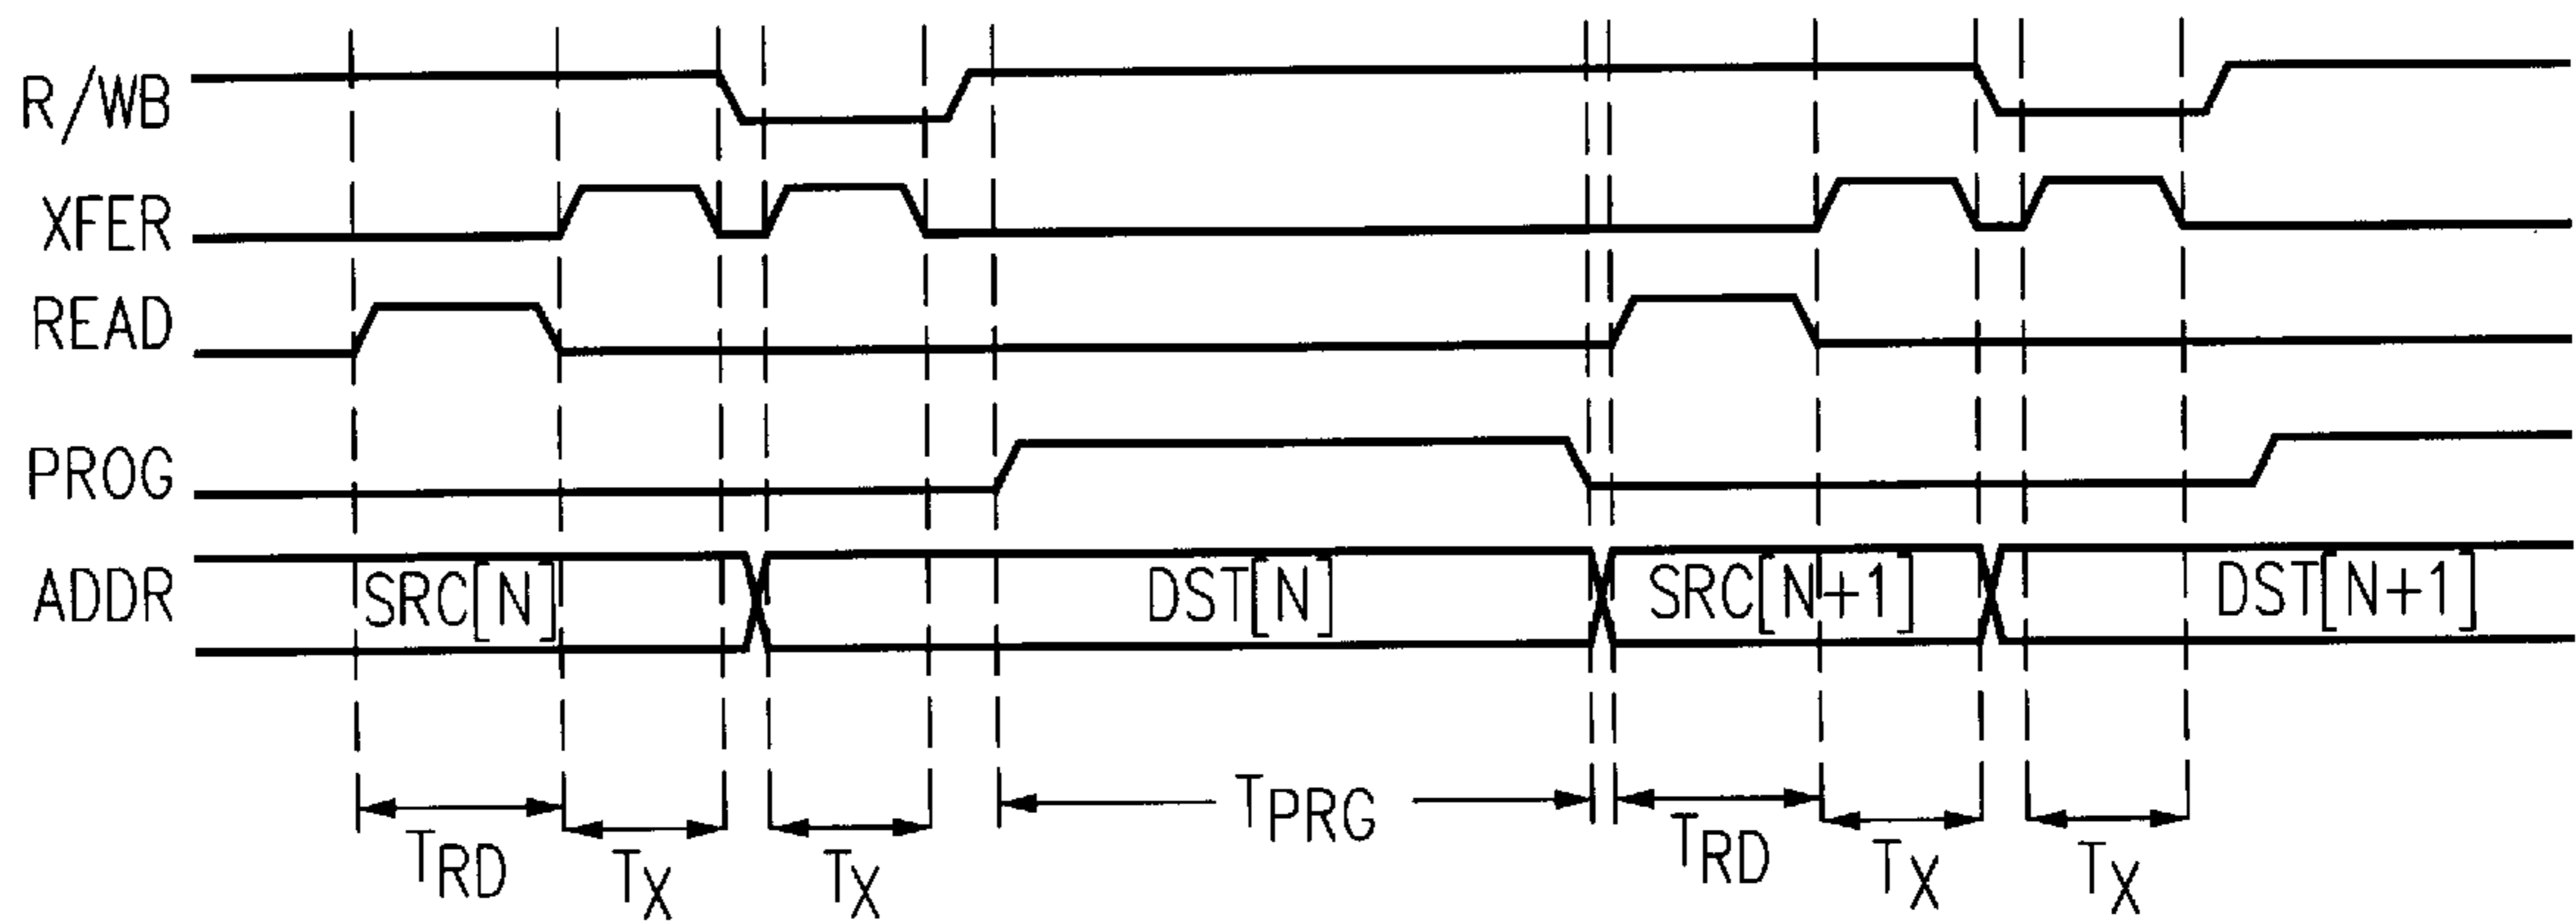 R/WB
XFER
READ
PROG
ADDR SRC[N] DST[N] SRC[N+1] DST[N+1]
TRD TX TX TPRG TRD TX TX